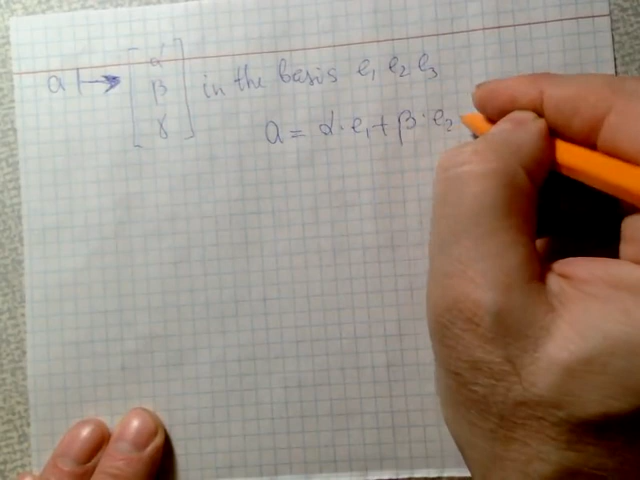 a ↦ [α β γ] in the basis e₁ e₂ e₃
a = α·e₁ + β·e₂